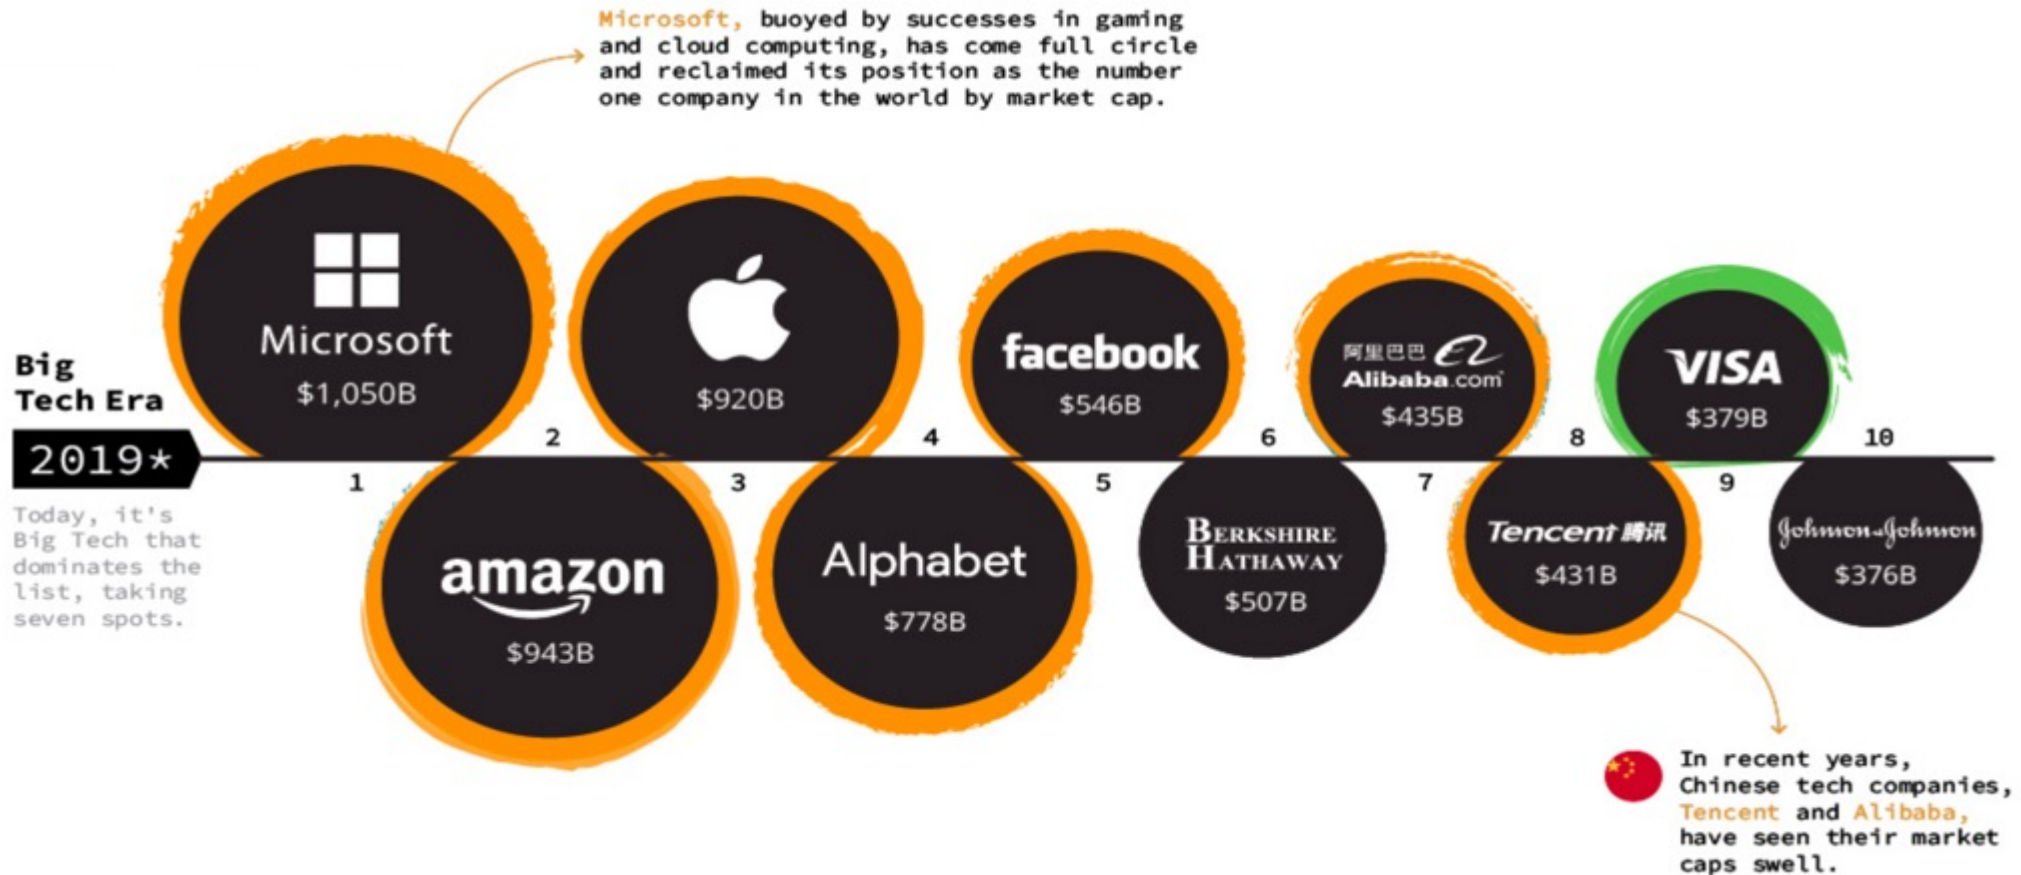 Microsoft, buoyed by successes in gaming
and cloud computing, has come full circle
and reclaimed its position as the number
one company in the world by market cap.
Big
Tech Era
2019*
Today, it's
Big Tech that
dominates the
list, taking
seven spots.
Microsoft
$1,050B
1
2
amazon
$943B
$920B
3
4
Alphabet
$778B
facebook
$546B
5
6
BERKSHIRE
HATHAWAY
$507B
阿里巴巴
Alibaba.com
$435B
7
8
Tencent 腾讯
$431B
VISA
$379B
9
10
Johnson&Johnson
$376B
In recent years,
Chinese tech companies,
Tencent and Alibaba,
have seen their market
caps swell.